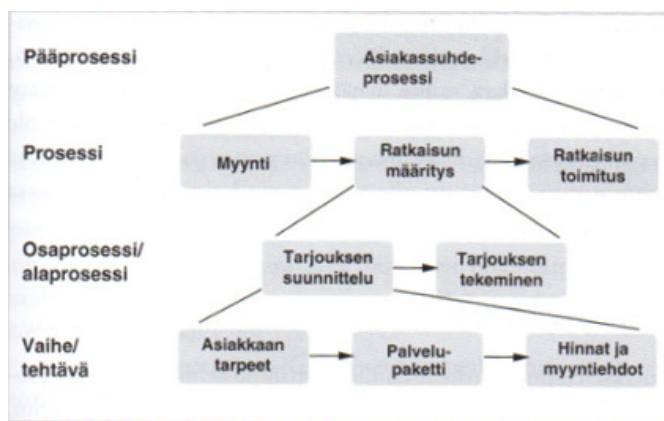 Pääprosessi
Asiakassuhde-
prosessi
Prosessi
Myynti
Ratkaisun
määritys
Ratkaisun
toimitus
Osaprosessi/
alaprosessi
Tarjouksen
suunnittelu
Tarjouksen
tekeminen
Vaihe/
tehtävä
Asiakkaan
tarpeet
Palvelu-
paketti
Hinnat ja
myyntiehdot